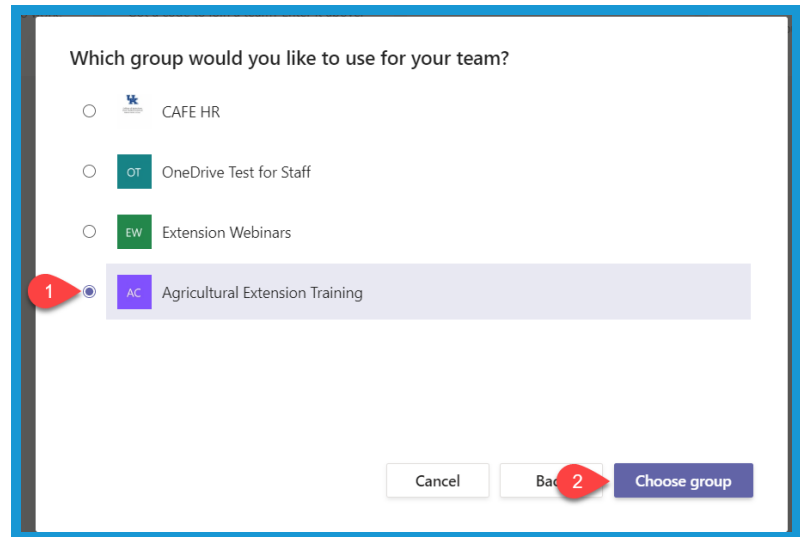 Which group would you like to use for your team?
CAFE HR
OT OneDrive Test for Staff
EW Extension Webinars
1 AC Agricultural Extension Training
Cancel 2 Choose group